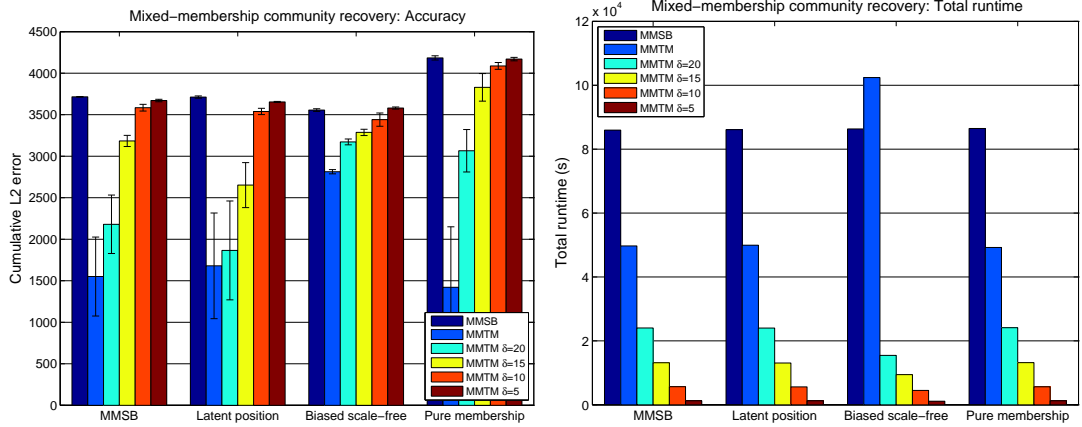 Mixed−membership community recovery: Accuracy
4500
4000
3500
3000
2500
2000
1500
1000
500
0
Cumulative L2 error
MMSB
MMTM
MMTM δ=20
MMTM δ=15
MMTM δ=10
MMTM δ=5
MMSB Latent position Biased scale−free Pure membership
Mixed−membership community recovery: Total runtime
12 x 10^4
10
8
6
4
2
0
Total runtime (s)
MMSB
MMTM
MMTM δ=20
MMTM δ=15
MMTM δ=10
MMTM δ=5
MMSB Latent position Biased scale−free Pure membership